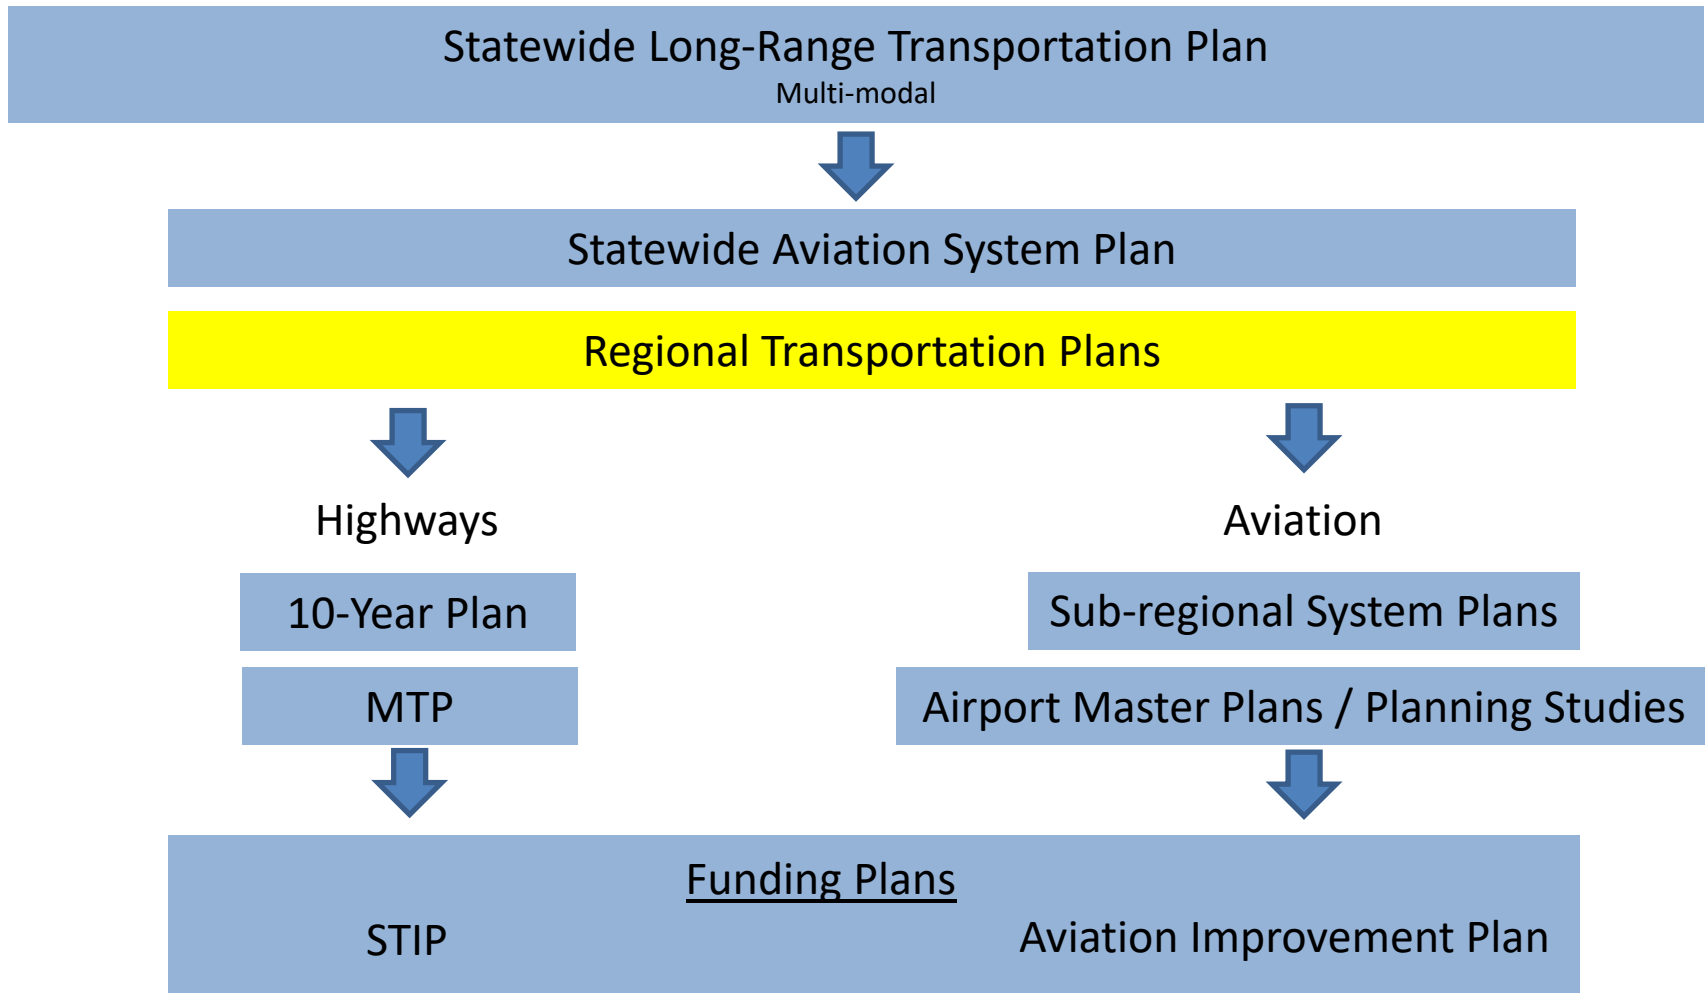 Statewide Long-Range Transportation Plan
Multi-modal
Statewide Aviation System Plan
Regional Transportation Plans
Highways
Aviation
10-Year Plan
Sub-regional System Plans
MTP
Airport Master Plans / Planning Studies
Funding Plans
STIP
Aviation Improvement Plan